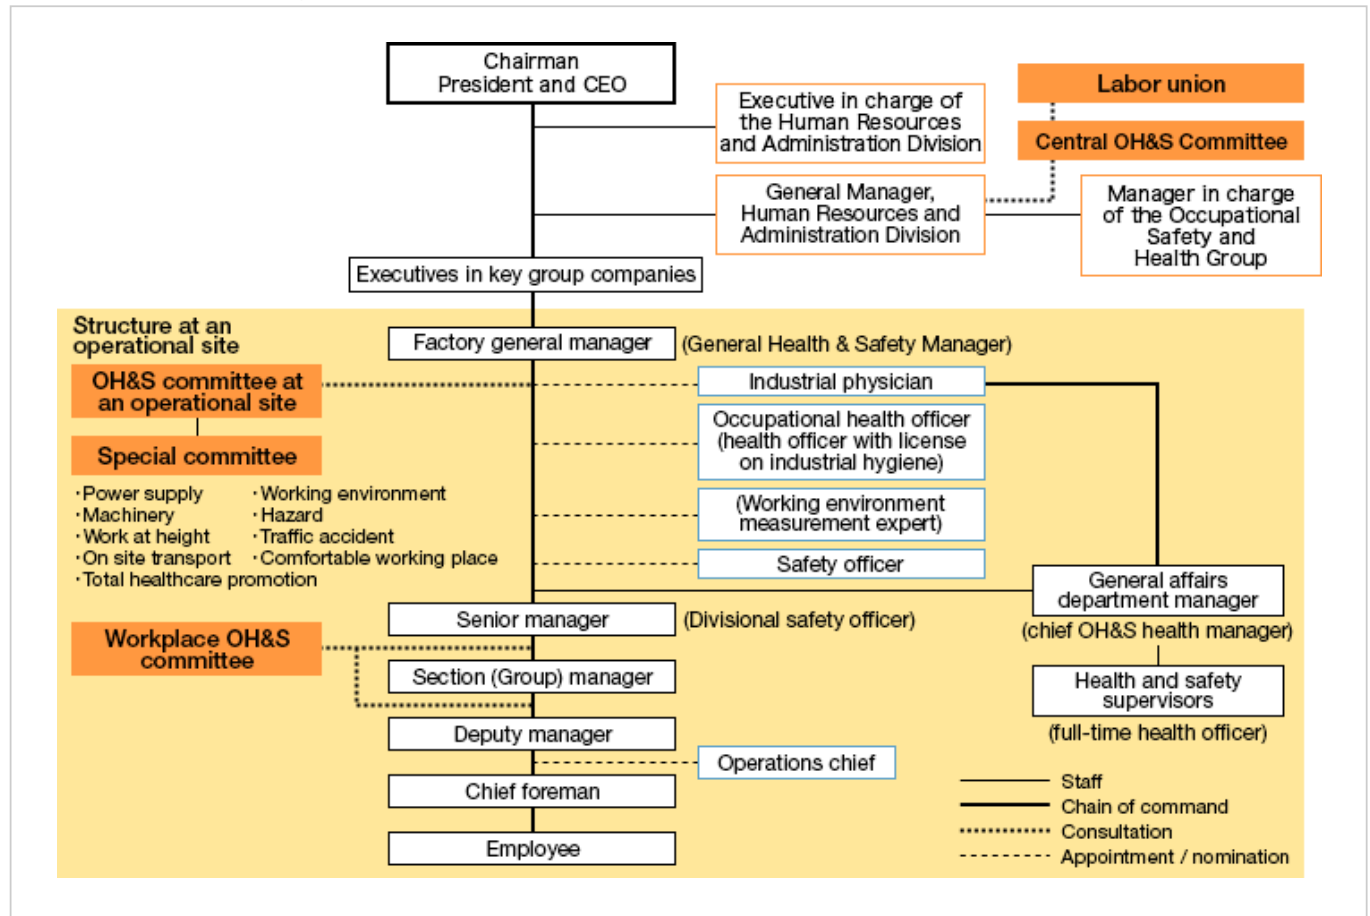 Chairman
President and CEO
Executive in charge of
the Human Resources
and Administration Division
Labor union
Central OH&S Committee
General Manager,
Human Resources and
Administration Division
Manager in charge
of the Occupational
Safety and
Health Group
Executives in key group companies
Structure at an
operational site
Factory general manager
(General Health & Safety Manager)
OH&S committee at
an operational site
Industrial physician
Special committee
Occupational health officer
(health officer with license
on industrial hygiene)
・Power supply
・Working environment
・Machinery
・Hazard
・Work at height
・Traffic accident
・On site transport
・Comfortable working place
・Total healthcare promotion
(Working environment
measurement expert)
Safety officer
General affairs
department manager
(chief OH&S health manager)
Senior manager
(Divisional safety officer)
Workplace OH&S
committee
Section (Group) manager
Health and safety
supervisors
(full-time health officer)
Deputy manager
Operations chief
Chief foreman
Employee
Staff
Chain of command
Consultation
Appointment / nomination